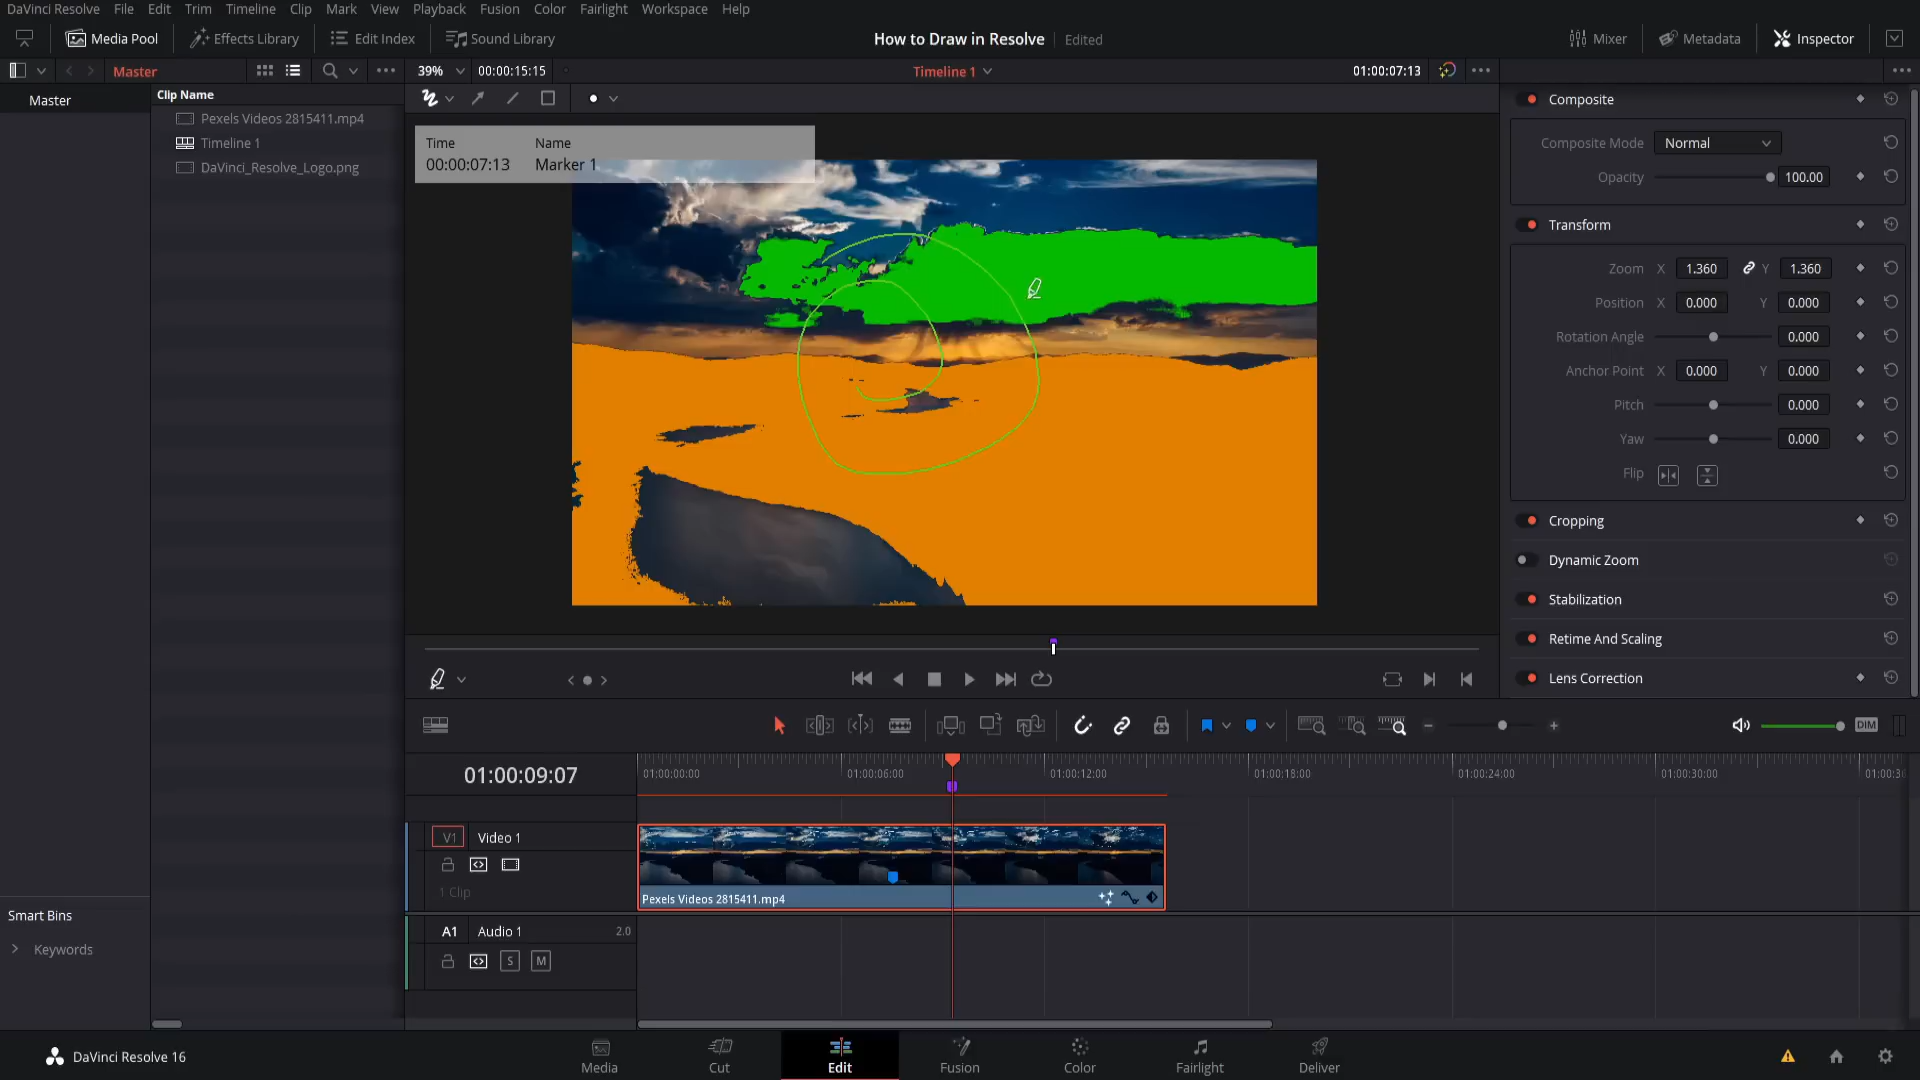 DaVinci Resolve File Edit Trim Timeline Clip Mark View Playback Fusion Color Fairlight Workspace Help
Media Pool Effects Library Edit Index Sound Library How to Draw in Resolve Edited Mixer Metadata Inspector
Master 39% 00:00:15:15 Timeline 1 01:00:07:13
Master
Clip Name
Pexels Videos 2815411.mp4
Timeline 1
DaVinci_Resolve_Logo.png
Smart Bins
Keywords
Time Name
00:00:07:13 Marker 1
Composite
Composite Mode Normal
Opacity 100.00
Transform
Zoom X 1.360 Y 1.360
Position X 0.000 Y 0.000
Rotation Angle 0.000
Anchor Point X 0.000 Y 0.000
Pitch 0.000
Yaw 0.000
Flip
Cropping
Dynamic Zoom
Stabilization
Retime And Scaling
Lens Correction
DIM
01:00:09:07
01:00:00:00 01:00:06:00 01:00:12:00 01:00:18:00 01:00:24:00 01:00:30:00
V1 Video 1
1 Clip
Pexels Videos 2815411.mp4
A1 Audio 1 2.0
S M
DaVinci Resolve 16
Media Cut Edit Fusion Color Fairlight Deliver